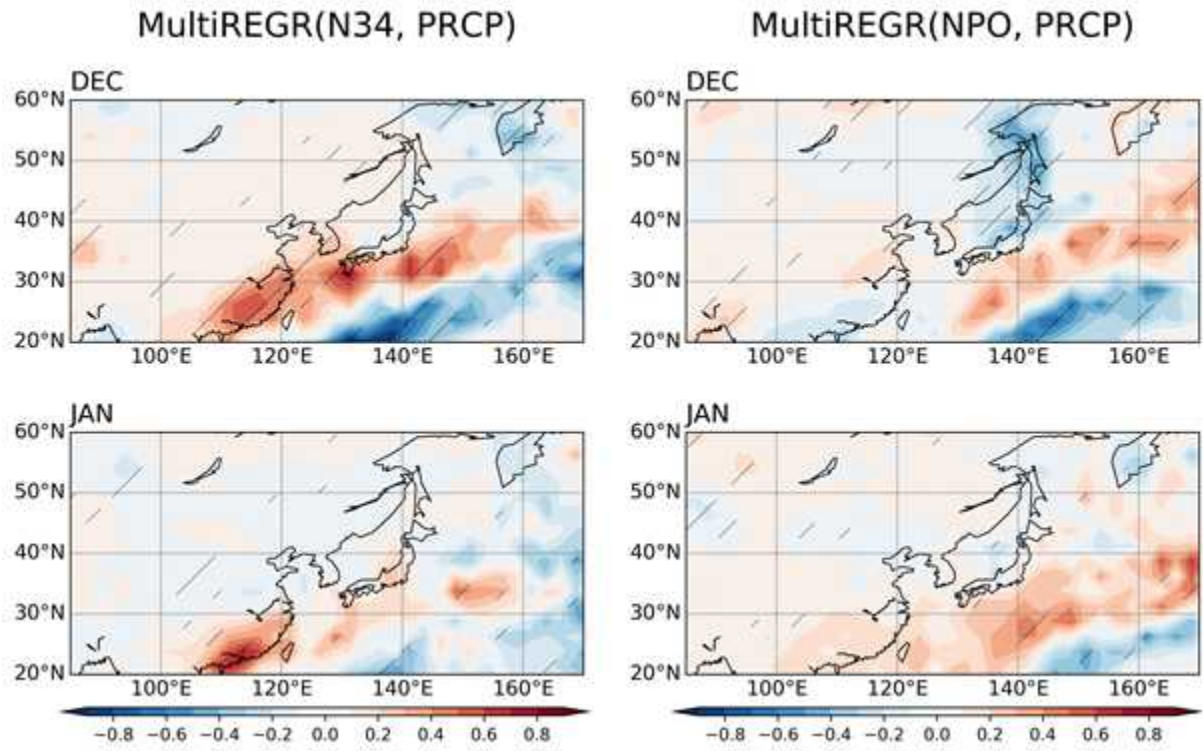 MultiREGR(N34, PRCP) MultiREGR(NPO, PRCP)
DEC DEC
60°N 60°N
50°N 50°N
40°N 40°N
30°N 30°N
20°N 20°N
100°E 120°E 140°E 160°E 100°E 120°E 140°E 160°E
JAN JAN
60°N 60°N
50°N 50°N
40°N 40°N
30°N 30°N
20°N 20°N
100°E 120°E 140°E 160°E 100°E 120°E 140°E 160°E
−0.8 −0.6 −0.4 −0.2 0.0 0.2 0.4 0.6 0.8 −0.8 −0.6 −0.4 −0.2 0.0 0.2 0.4 0.6 0.8